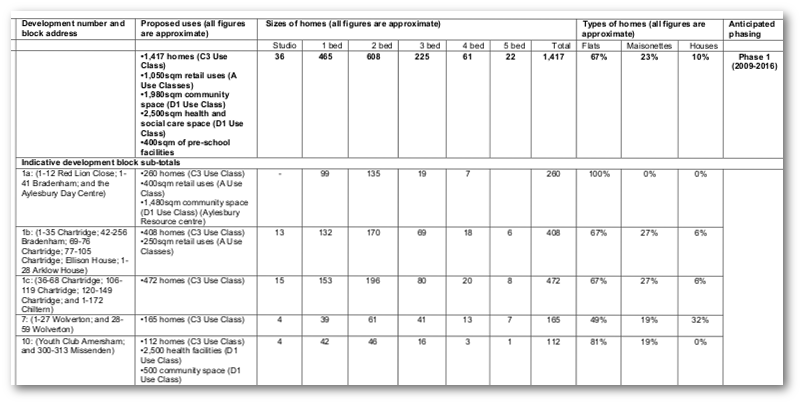 Development number and block address | Proposed uses (all figures are approximate) | Sizes of homes (all figures are approximate) | Types of homes (all figures are approximate) | Anticipated phasing
Studio | 1 bed | 2 bed | 3 bed | 4 bed | 5 bed | Total | Flats | Maisonettes | Houses
•1,417 homes (C3 Use Class) | 36 | 465 | 608 | 225 | 61 | 22 | 1,417 | 67% | 23% | 10% | Phase 1 (2009-2016)
•1,050sqm retail uses (A Use Classes)
•1,980sqm community space (D1 Use Class)
•2,500sqm health and social care space (D1 Use Class)
•400sqm of pre-school facilities
Indicative development block sub-totals
1a: (1-12 Red Lion Close; 1-41 Bradenham; and the Aylesbury Day Centre) | •260 homes (C3 Use Class) | - | 99 | 135 | 19 | 7 | 260 | 100% | 0% | 0%
•400sqm retail uses (A Use Class)
•1,480sqm community space (D1 Use Class) (Aylesbury Resource centre)
1b: (1-35 Chartridge; 42-256 Bradenham; 69-76 Chartridge; 77-105 Chartridge; Ellison House; 1-28 Arklow House) | •408 homes (C3 Use Class) | 13 | 132 | 170 | 69 | 18 | 6 | 408 | 67% | 27% | 6%
•250sqm retail uses (A Use Classes)
1c: (36-68 Chartridge; 106-119 Chartridge; 120-149 Chartridge; and 1-172 Chiltern) | •472 homes (C3 Use Class) | 15 | 153 | 196 | 80 | 20 | 8 | 472 | 67% | 27% | 6%
7: (1-27 Wolverton; and 28-59 Wolverton) | •165 homes (C3 Use Class) | 4 | 39 | 61 | 41 | 13 | 7 | 165 | 49% | 19% | 32%
10: (Youth Club Amersham; and 300-313 Missenden) | •112 homes (C3 Use Class) | 4 | 42 | 46 | 16 | 3 | 1 | 112 | 81% | 19% | 0%
•2,500 health facilities (D1 Use Class)
•500 community space (D1 Use Class)